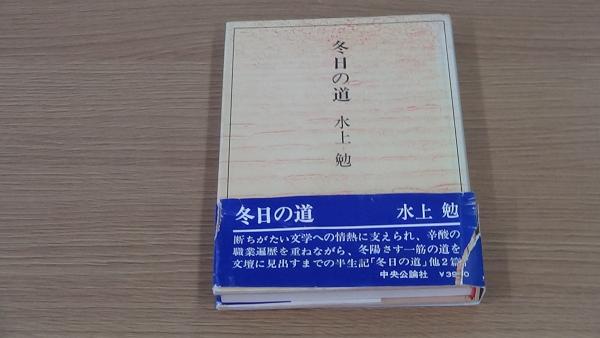 冬日の道
水上 勉
冬日の道 水上 勉
断ちがたい文学への情熱に支えられ、辛酸の
職業遍歴を重ねながら、冬陽さす一筋の道を
文壇に見出すまでの半生記「冬日の道」他2篇
中央公論社